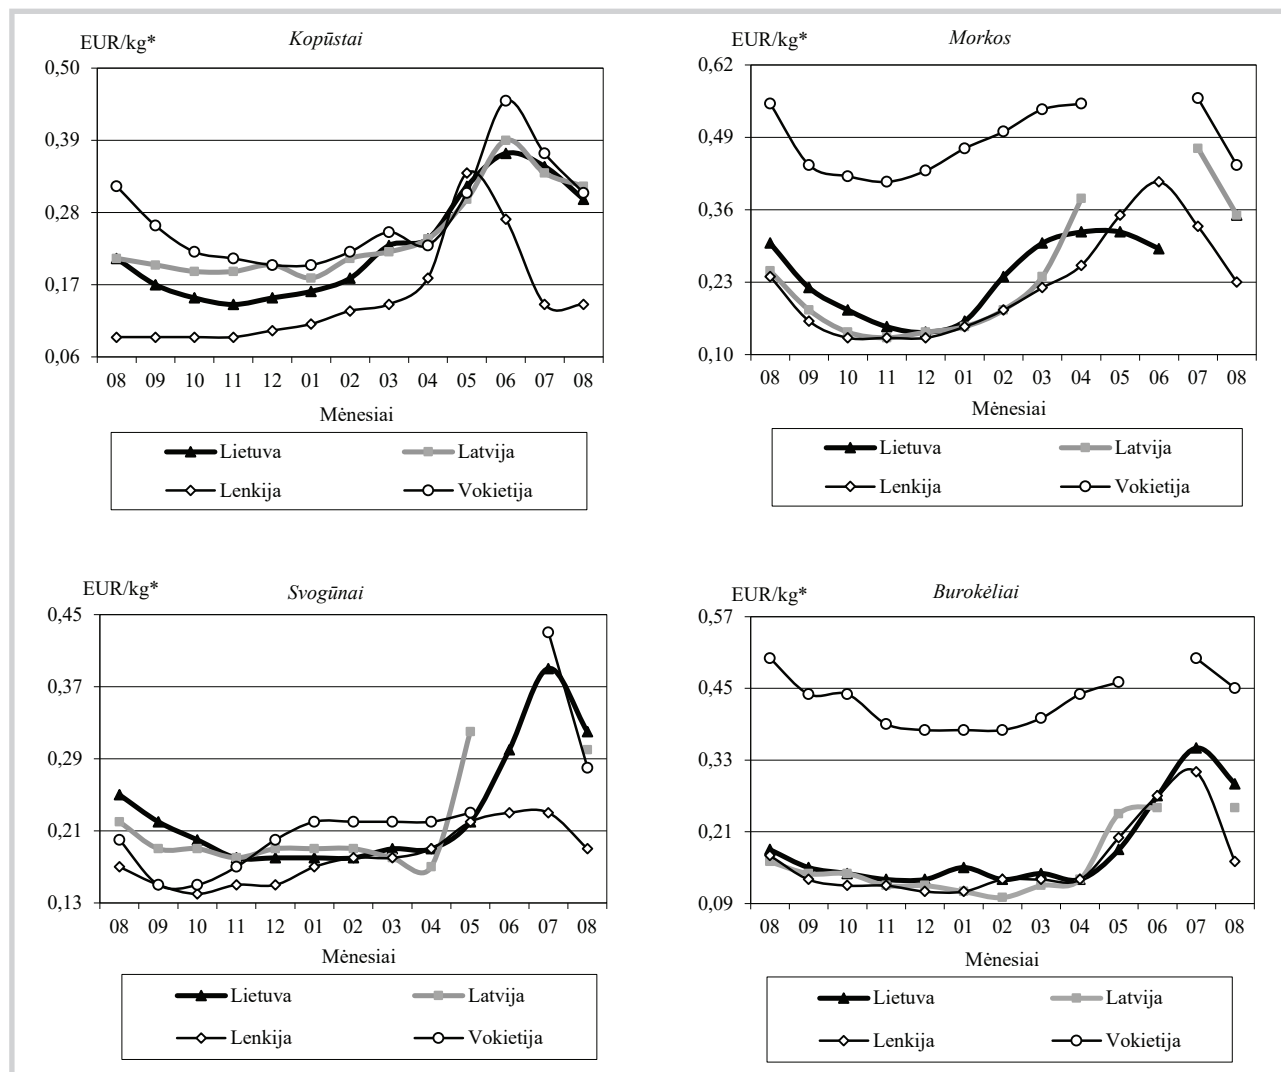 EUR/kg*
Kopūstai
0,50
0,39
0,28
0,17
0,06
08 09 10 11 12 01 02 03 04 05 06 07 08
Mėnesiai
Lietuva Latvija
Lenkija Vokietija
EUR/kg*
Morkos
0,62
0,49
0,36
0,23
0,10
08 09 10 11 12 01 02 03 04 05 06 07 08
Mėnesiai
Lietuva Latvija
Lenkija Vokietija
EUR/kg*
Svogūnai
0,45
0,37
0,29
0,21
0,13
08 09 10 11 12 01 02 03 04 05 06 07 08
Mėnesiai
Lietuva Latvija
Lenkija Vokietija
EUR/kg*
Burokėliai
0,57
0,45
0,33
0,21
0,09
08 09 10 11 12 01 02 03 04 05 06 07 08
Mėnesiai
Lietuva Latvija
Lenkija Vokietija